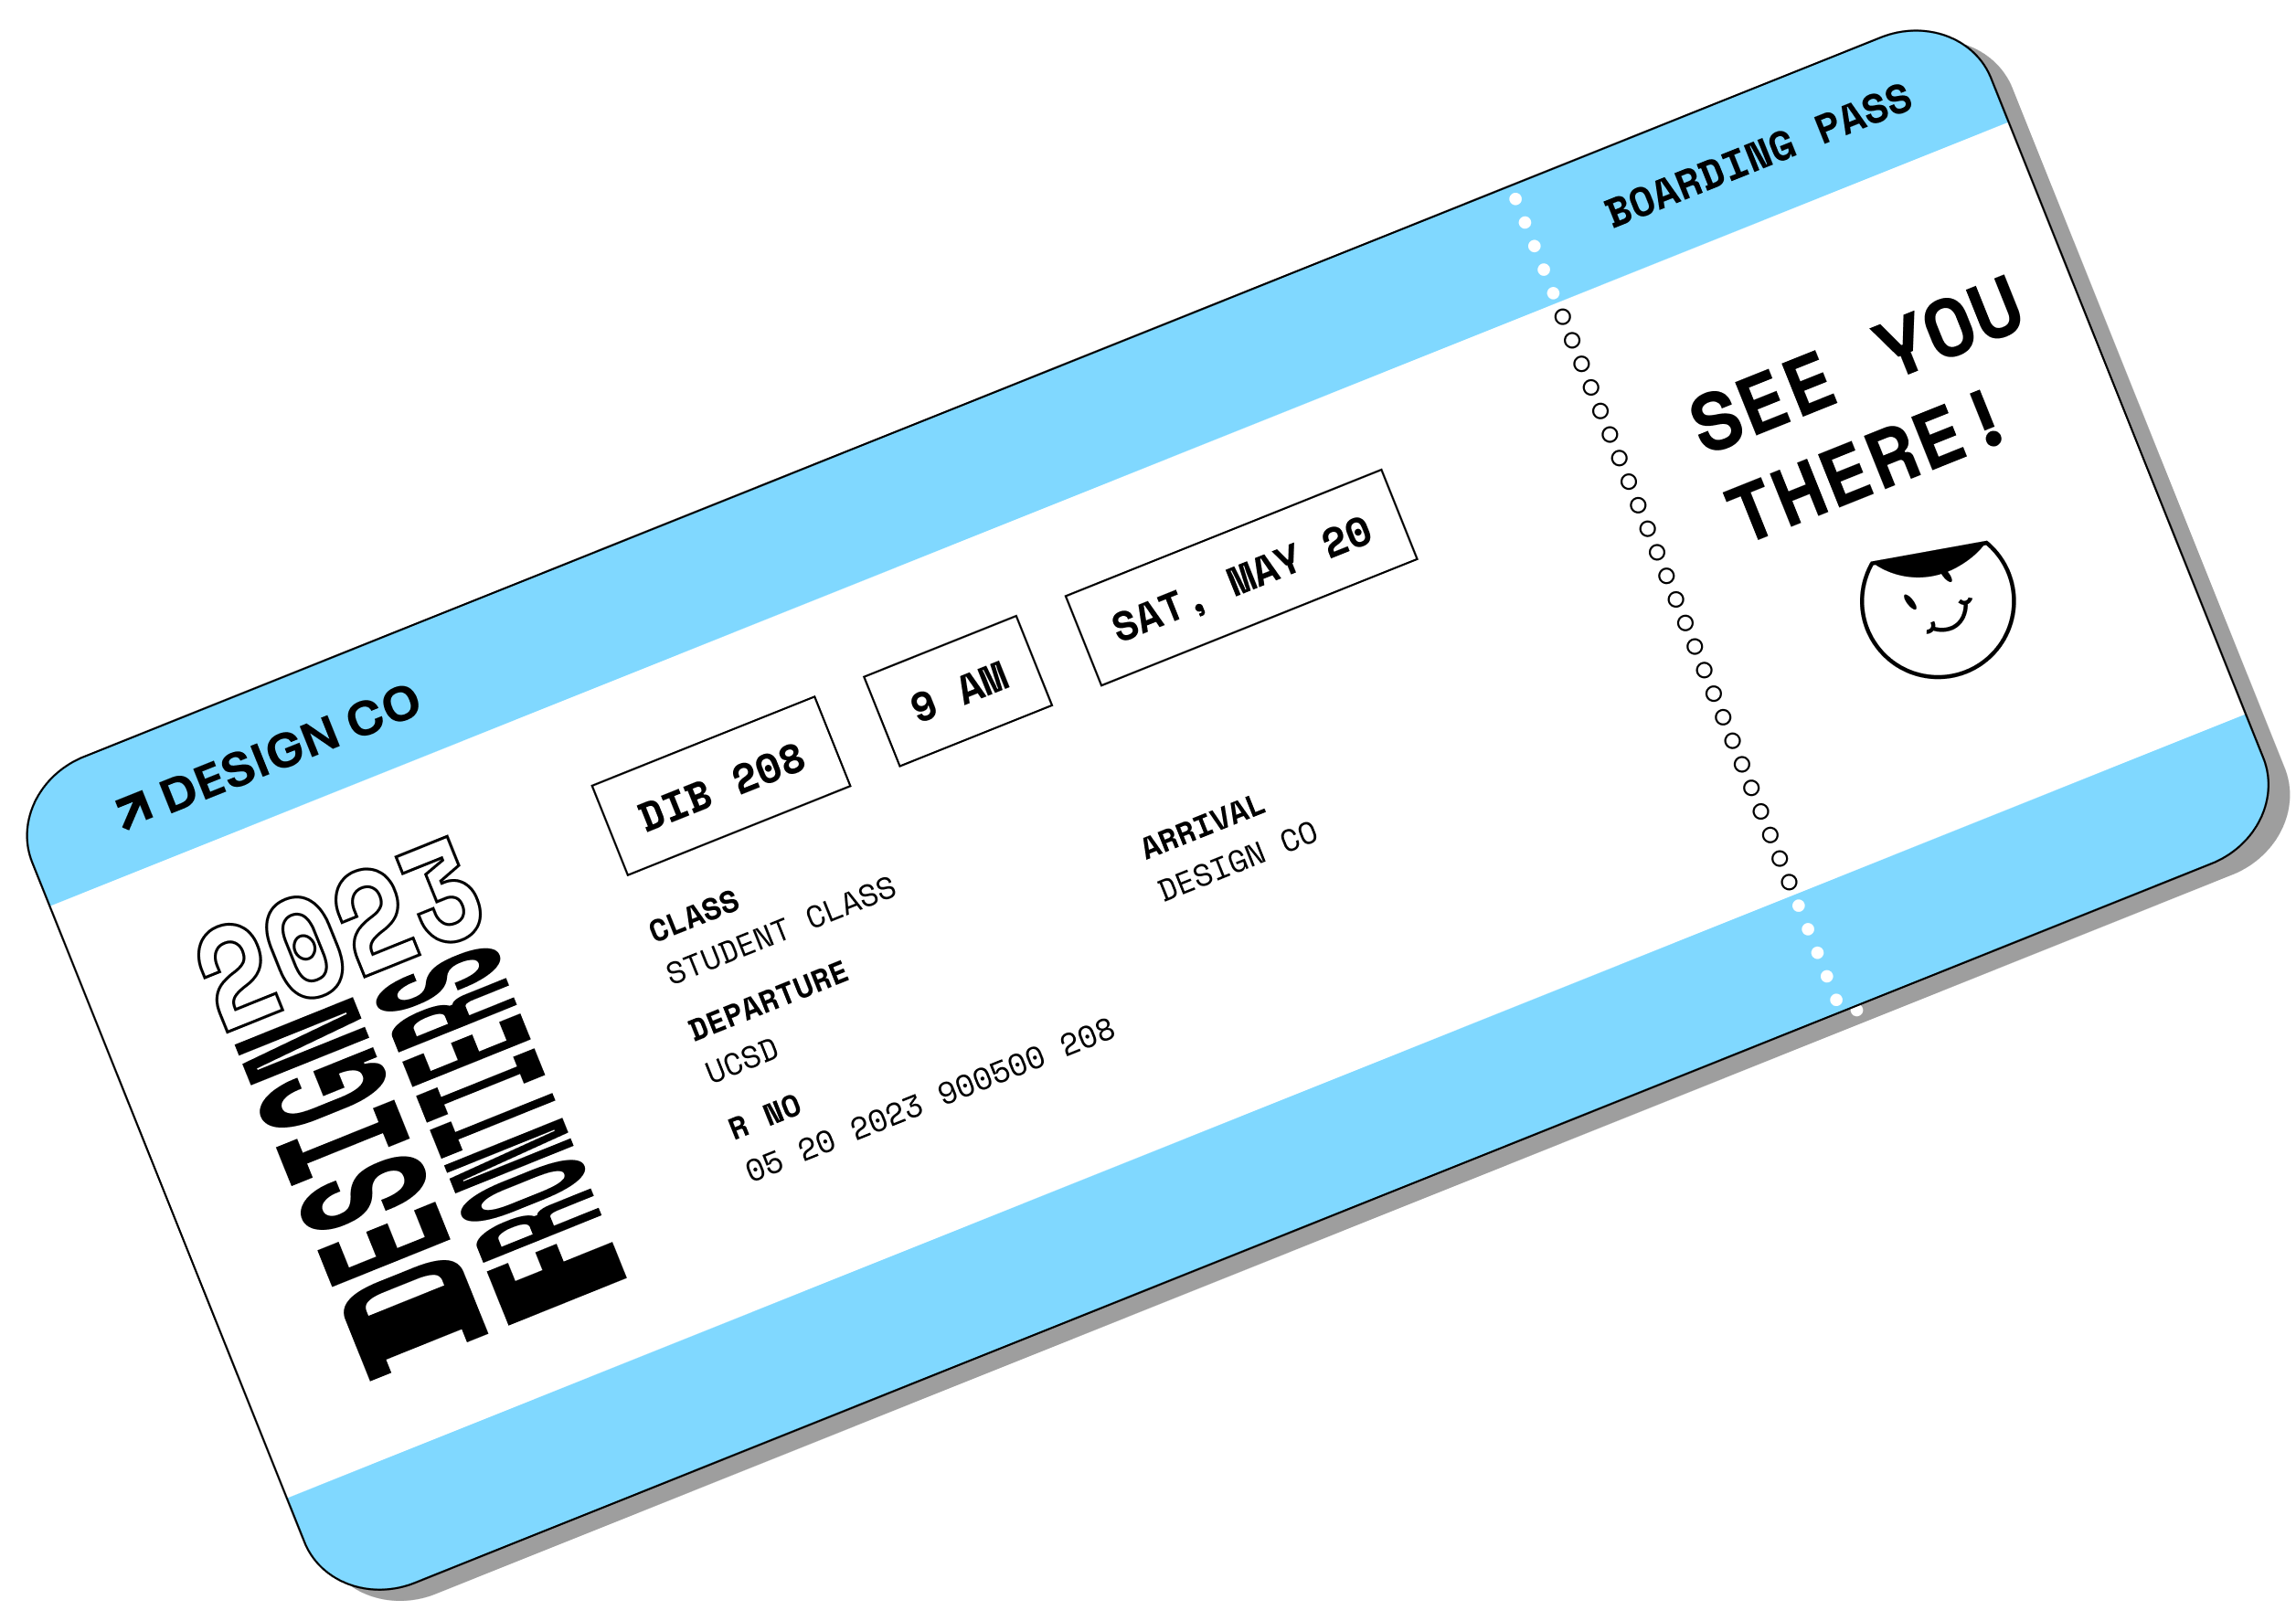 ↗ DESIGN CO
BOARDING PASS
DESIGN 2023
FRONTIERS
DIB 208
9 AM
SAT, MAY 20
CLASS
STUDENT CLASS
DEPARTURE
UCSD
R NO
05 20 2023 9005000 208
ARRIVAL
DESIGN CO
SEE YOU
THERE!